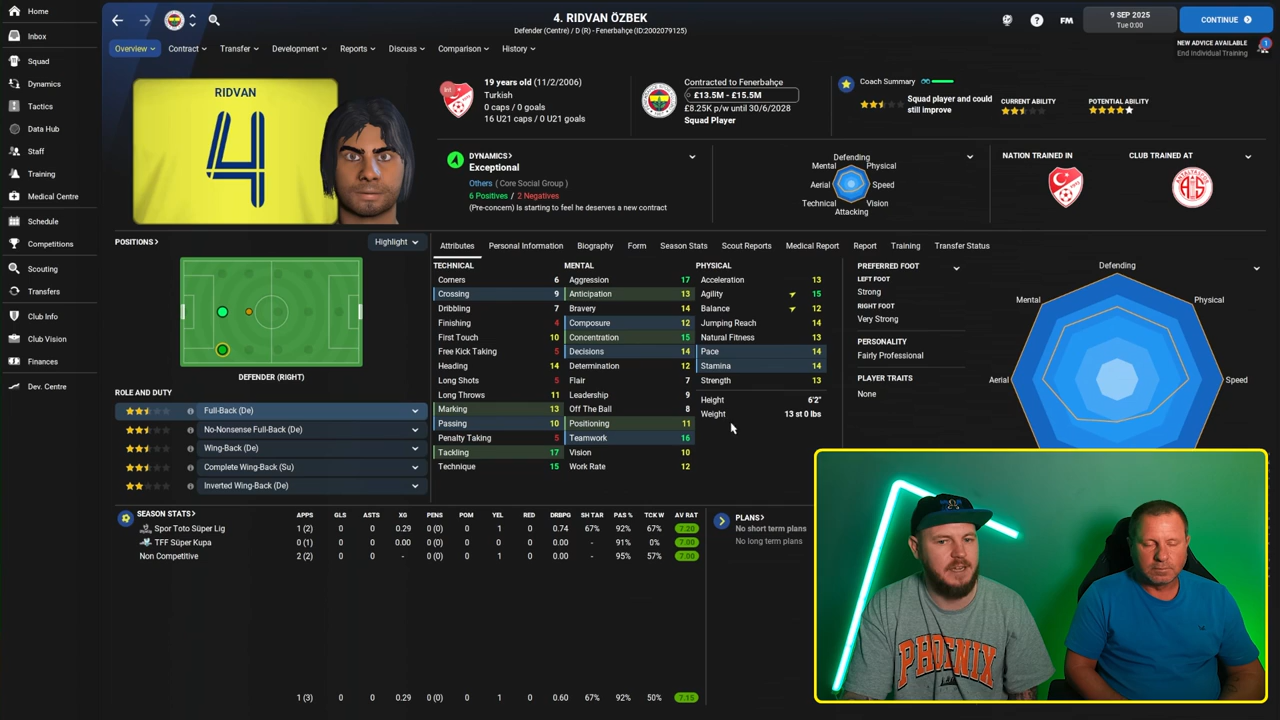 Home
Inbox
Squad
Dynamics
Tactics
Data Hub
Staff
Training
Medical Centre
Schedule
Competitions
Scouting
Transfers
Club Info
Club Vision
Finances
Dev. Centre
4. RIDVAN ÖZBEK
Defender (Centre) / D (R) - Fenerbahçe (ID:2002079125)
FM
9 SEP 2025
Tue 0:00
CONTINUE
Overview
Contract
Transfer
Development
Reports
Discuss
Comparison
History
NEW ADVICE AVAILABLE
End Individual Training
1
RIDVAN
4
Int
19 years old (11/2/2006)
Turkish
0 caps / 0 goals
16 U21 caps / 0 U21 goals
Contracted to Fenerbahçe
£13.5M - £15.5M
£8.25K p/w until 30/6/2028
Squad Player
Coach Summary
Squad player and could still improve
CURRENT ABILITY
POTENTIAL ABILITY
DYNAMICS>
Exceptional
Others ( Core Social Group )
6 Positives / 2 Negatives
(Pre-concern) Is starting to feel he deserves a new contract
Defending
Mental Physical
Aerial Speed
Technical Vision
Attacking
NATION TRAINED IN
CLUB TRAINED AT
POSITIONS>
Highlight
DEFENDER (RIGHT)
ROLE AND DUTY
Full-Back (De)
No-Nonsense Full-Back (De)
Wing-Back (De)
Complete Wing-Back (Su)
Inverted Wing-Back (De)
Attributes
Personal Information
Biography
Form
Season Stats
Scout Reports
Medical Report
Report
Training
Transfer Status
TECHNICAL
Corners 6
Crossing 9
Dribbling 7
Finishing 4
First Touch 10
Free Kick Taking 5
Heading 14
Long Shots 5
Long Throws 11
Marking 13
Passing 10
Penalty Taking 5
Tackling 17
Technique 15
MENTAL
Aggression 17
Anticipation 13
Bravery 14
Composure 12
Concentration 15
Decisions 14
Determination 12
Flair 7
Leadership 9
Off The Ball 8
Positioning 11
Teamwork 16
Vision 10
Work Rate 12
PHYSICAL
Acceleration 13
Agility 15
Balance 12
Jumping Reach 14
Natural Fitness 13
Pace 14
Stamina 14
Strength 13
Height 6'2"
Weight 13 st 0 lbs
PREFERRED FOOT
LEFT FOOT
Strong
RIGHT FOOT
Very Strong
PERSONALITY
Fairly Professional
PLAYER TRAITS
None
Defending
Mental Physical
Aerial Speed
SEASON STATS>
APPS GLS ASTS XG PENS POM YEL RED DRBPG SH TAR PAS % TCK W AV RAT
Spor Toto Süper Lig 1 (2) 0 0 0.29 0 (0) 0 1 0 0.74 67% 92% 67% 7.20
TFF Süper Kupa 0 (1) 0 0 0.00 0 (0) 0 0 0 0.00 - 91% 0% 7.00
Non Competitive 2 (2) 0 0 - 0 (0) 0 1 0 0.00 - 95% 57% 7.00
1 (3) 0 0 0.29 0 (0) 0 1 0 0.60 67% 92% 50% 7.15
PLANS>
No short term plans
No long term plans
PHOENIX